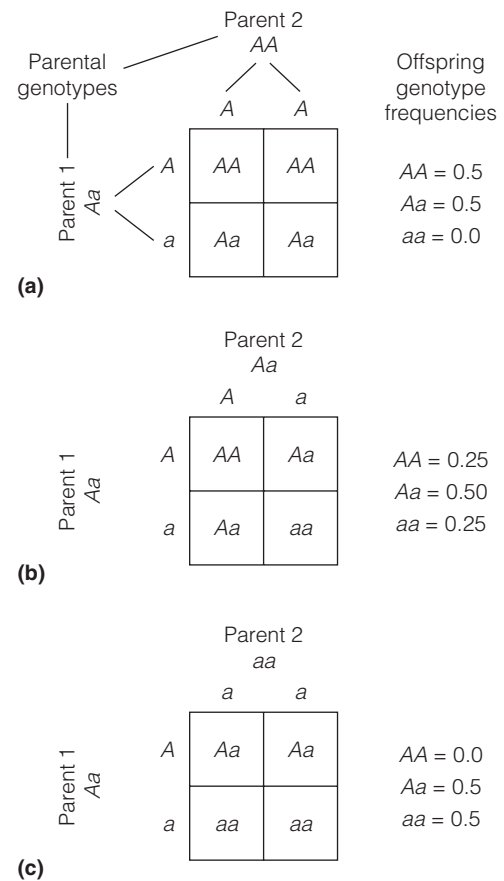 Parent 2
AA
Parental
genotypes
Offspring
genotype
frequencies
A A
Parent 1
Aa
A AA AA
a Aa Aa
AA = 0.5
Aa = 0.5
aa = 0.0
(a)
Parent 2
Aa
A a
Parent 1
Aa
A AA Aa
a Aa aa
AA = 0.25
Aa = 0.50
aa = 0.25
(b)
Parent 2
aa
a a
Parent 1
Aa
A Aa Aa
a aa aa
AA = 0.0
Aa = 0.5
aa = 0.5
(c)